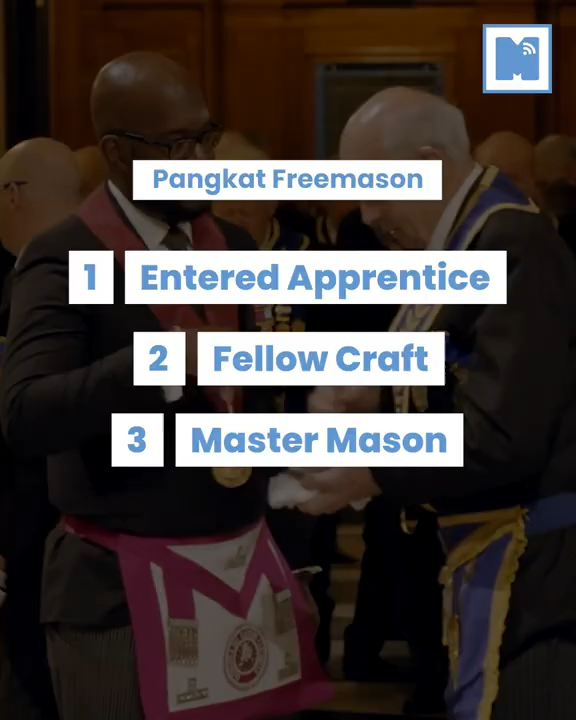 Pangkat Freemason
1 Entered Apprentice
2 Fellow Craft
3 Master Mason